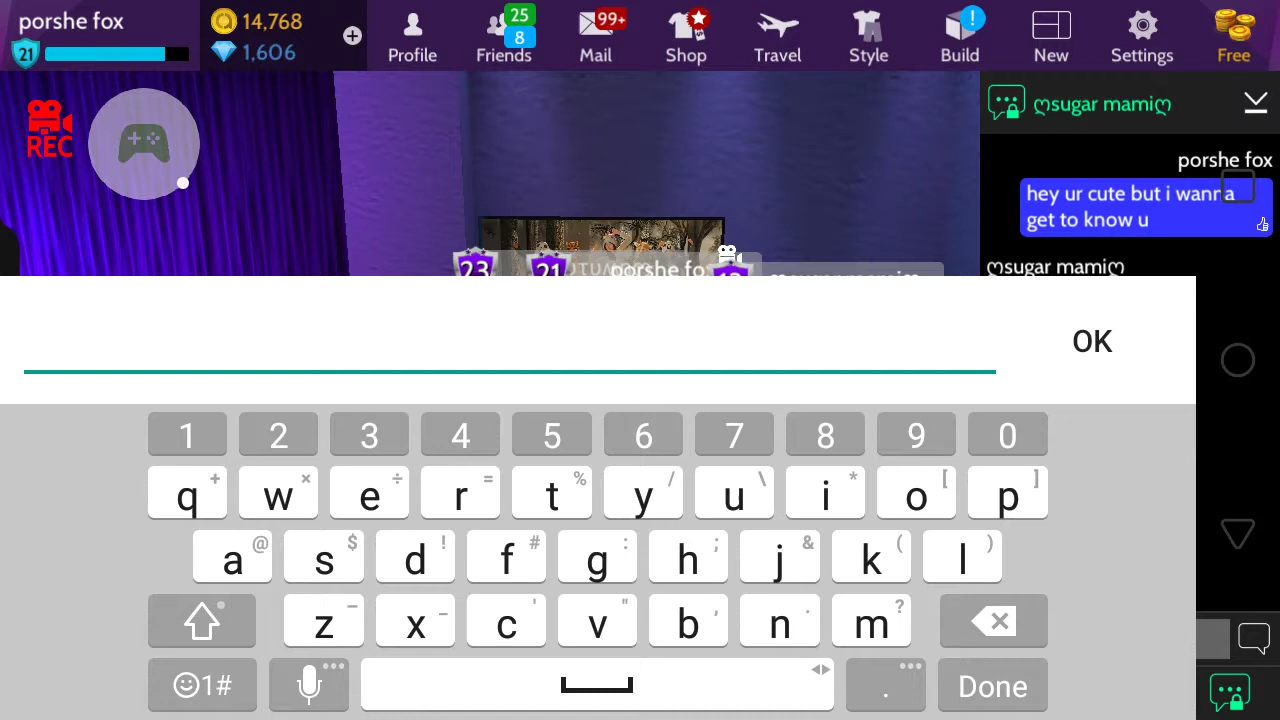 porshe fox
21
14,768
1,606
Profile
25
8
Friends
99+
Mail
Shop
Travel
Style
!
Build
New
Settings
Free
REC
ღsugar mamiღ
porshe fox
hey ur cute but i wanna
get to know u
ღsugar mamiღ
23
21
porshe fo
ღsugar mamiღ
OK
1 2 3 4 5 6 7 8 9 0
q + w × e ÷ r = t % y / u \ i * o [ p ]
a @ s $ d ! f # g : h ; j & k ( l )
z - x _ c ' v " b , n . m ?
1# . Done